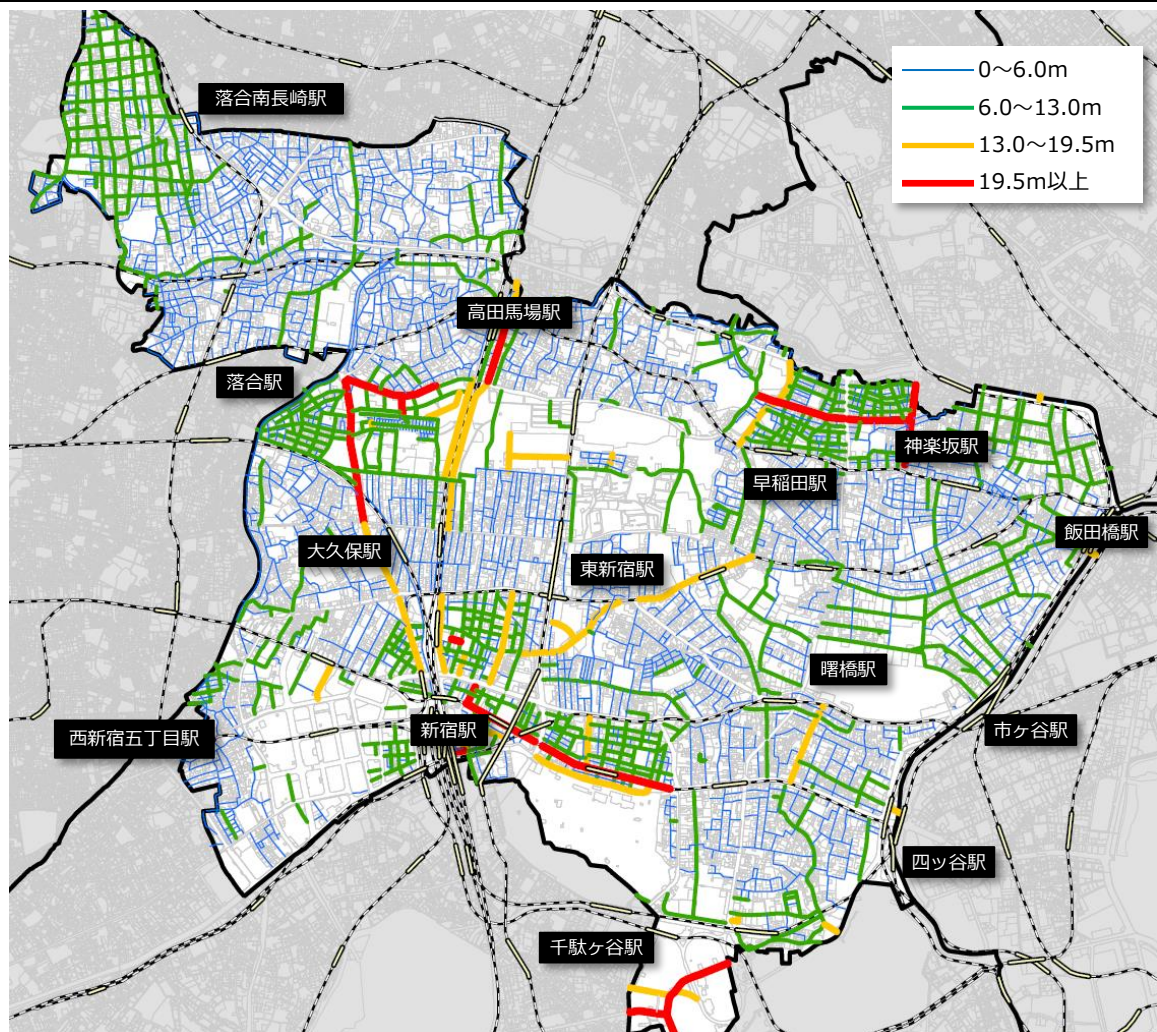 0～6.0m
6.0～13.0m
13.0～19.5m
19.5m以上
落合南長崎駅
高田馬場駅
落合駅
神楽坂駅
早稲田駅
飯田橋駅
大久保駅
東新宿駅
曙橋駅
新宿駅
西新宿五丁目駅
市ヶ谷駅
四ッ谷駅
千駄ヶ谷駅